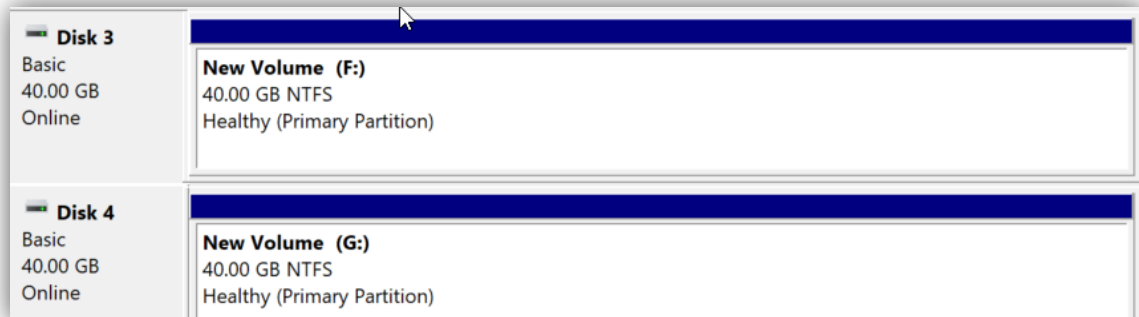 Disk 3
Basic
40.00 GB
Online
New Volume (F:)
40.00 GB NTFS
Healthy (Primary Partition)
Disk 4
Basic
40.00 GB
Online
New Volume (G:)
40.00 GB NTFS
Healthy (Primary Partition)